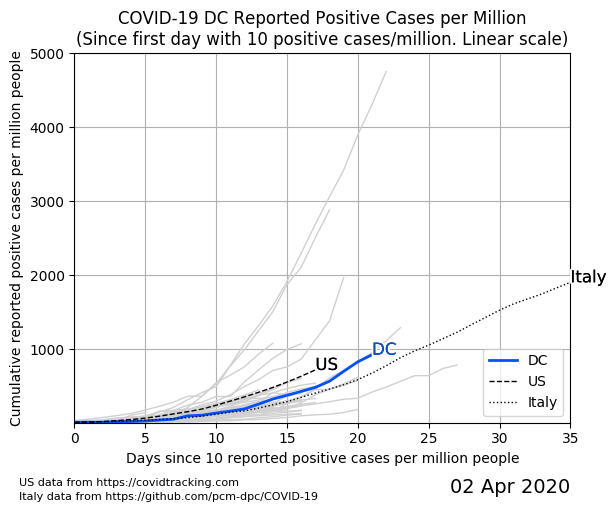 COVID-19 DC Reported Positive Cases per Million
(Since first day with 10 positive cases/million. Linear scale)
Cumulative reported positive cases per million people
5000
4000
3000
2000
1000
Italy
US
DC
DC
US
Italy
0 5 10 15 20 25 30 35
Days since 10 reported positive cases per million people
US data from https://covidtracking.com
Italy data from https://github.com/pcm-dpc/COVID-19
02 Apr 2020